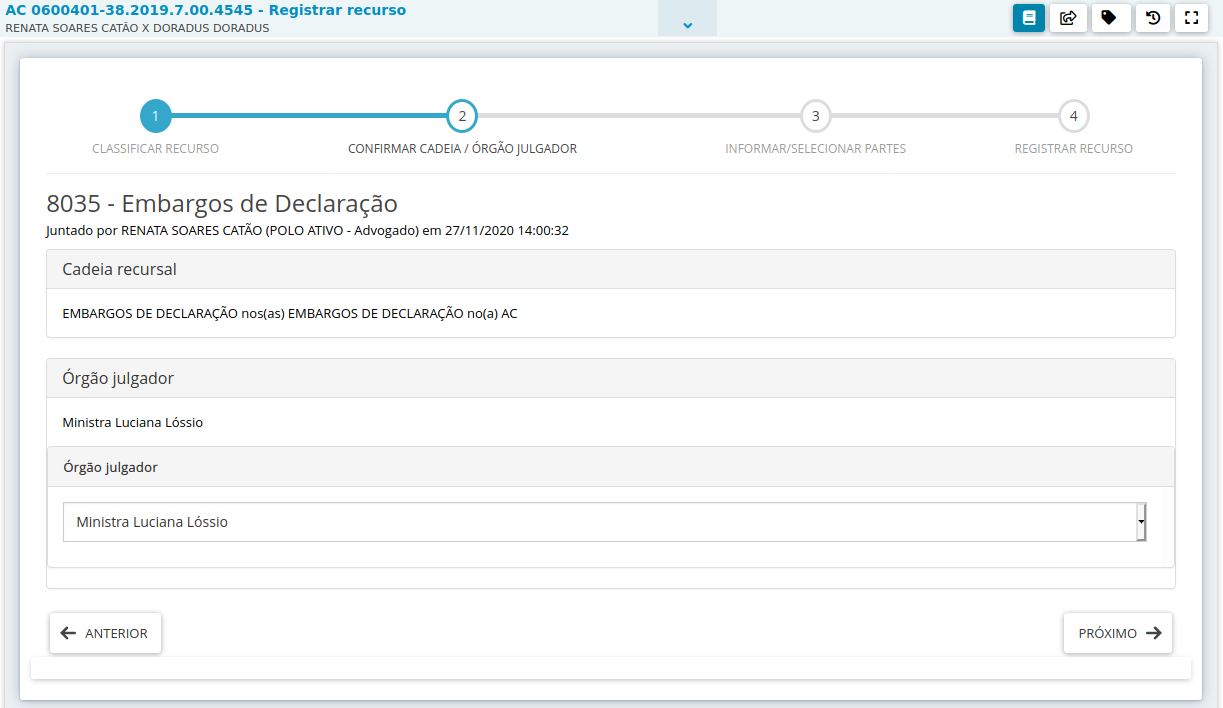 AC 0600401-38.2019.7.00.4545 - Registrar recurso
RENATA SOARES CATÃO X DORADUS DORADUS
1
2
3
4
CLASSIFICAR RECURSO
CONFIRMAR CADEIA / ÓRGÃO JULGADOR
INFORMAR/SELECIONAR PARTES
REGISTRAR RECURSO
8035 - Embargos de Declaração
Juntado por RENATA SOARES CATÃO (POLO ATIVO - Advogado) em 27/11/2020 14:00:32
Cadeia recursal
EMBARGOS DE DECLARAÇÃO nos(as) EMBARGOS DE DECLARAÇÃO no(a) AC
Órgão julgador
Ministra Luciana Lóssio
Órgão julgador
Ministra Luciana Lóssio
ANTERIOR
PRÓXIMO